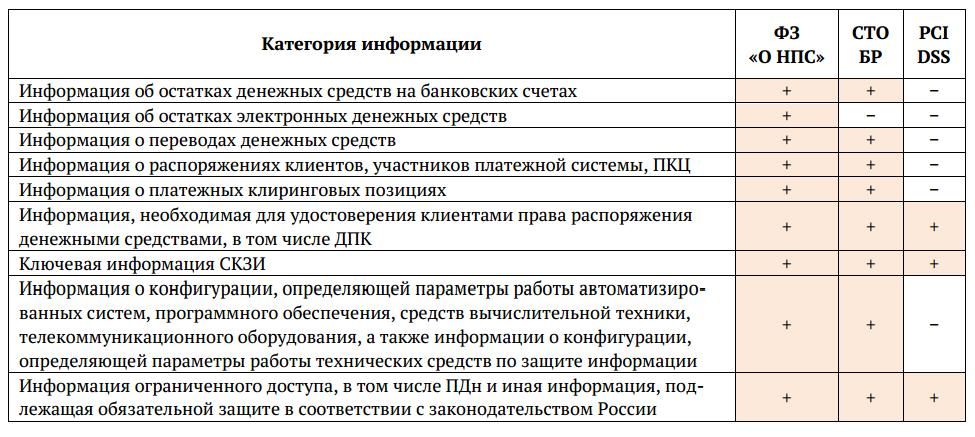 Категория информации
ФЗ «О НПС»
СТО БР
PCI DSS
Информация об остатках денежных средств на банковских счетах + + –
Информация об остатках электронных денежных средств + – –
Информация о переводах денежных средств + + –
Информация о распоряжениях клиентов, участников платежной системы, ПКЦ + + –
Информация о платежных клиринговых позициях + + –
Информация, необходимая для удостоверения клиентами права распоряжения
денежными средствами, в том числе ДПК + + +
Ключевая информация СКЗИ + + +
Информация о конфигурации, определяющей параметры работы автоматизиро-
ванных систем, программного обеспечения, средств вычислительной техники,
телекоммуникационного оборудования, а также информации о конфигурации,
определяющей параметры работы технических средств по защите информации + + –
Информация ограниченного доступа, в том числе ПДн и иная информация, под-
лежащая обязательной защите в соответствии с законодательством России + + +